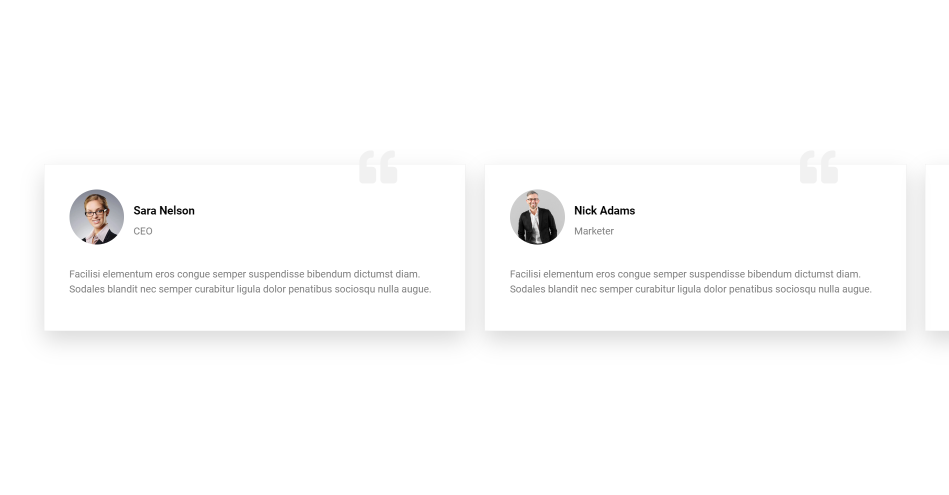 Sara Nelson
CEO
Facilisi elementum eros congue semper suspendisse bibendum dictumst diam.
Sodales blandit nec semper curabitur ligula dolor penatibus sociosqu nulla augue.
Nick Adams
Marketer
Facilisi elementum eros congue semper suspendisse bibendum dictumst diam.
Sodales blandit nec semper curabitur ligula dolor penatibus sociosqu nulla augue.